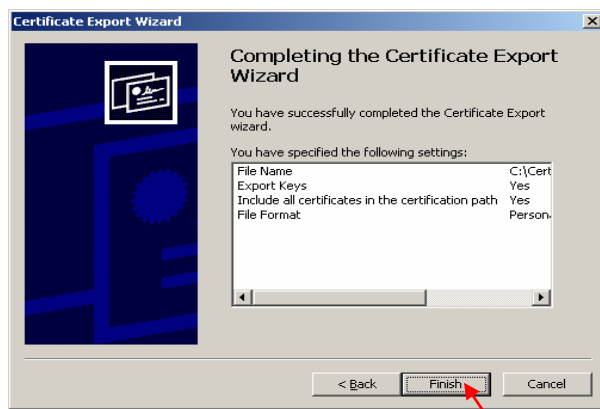 Certificate Export Wizard
Completing the Certificate Export
Wizard
You have successfully completed the Certificate Export
wizard.
You have specified the following settings:
File Name C:\Cert
Export Keys Yes
Include all certificates in the certification path Yes
File Format Person
< Back Finish Cancel